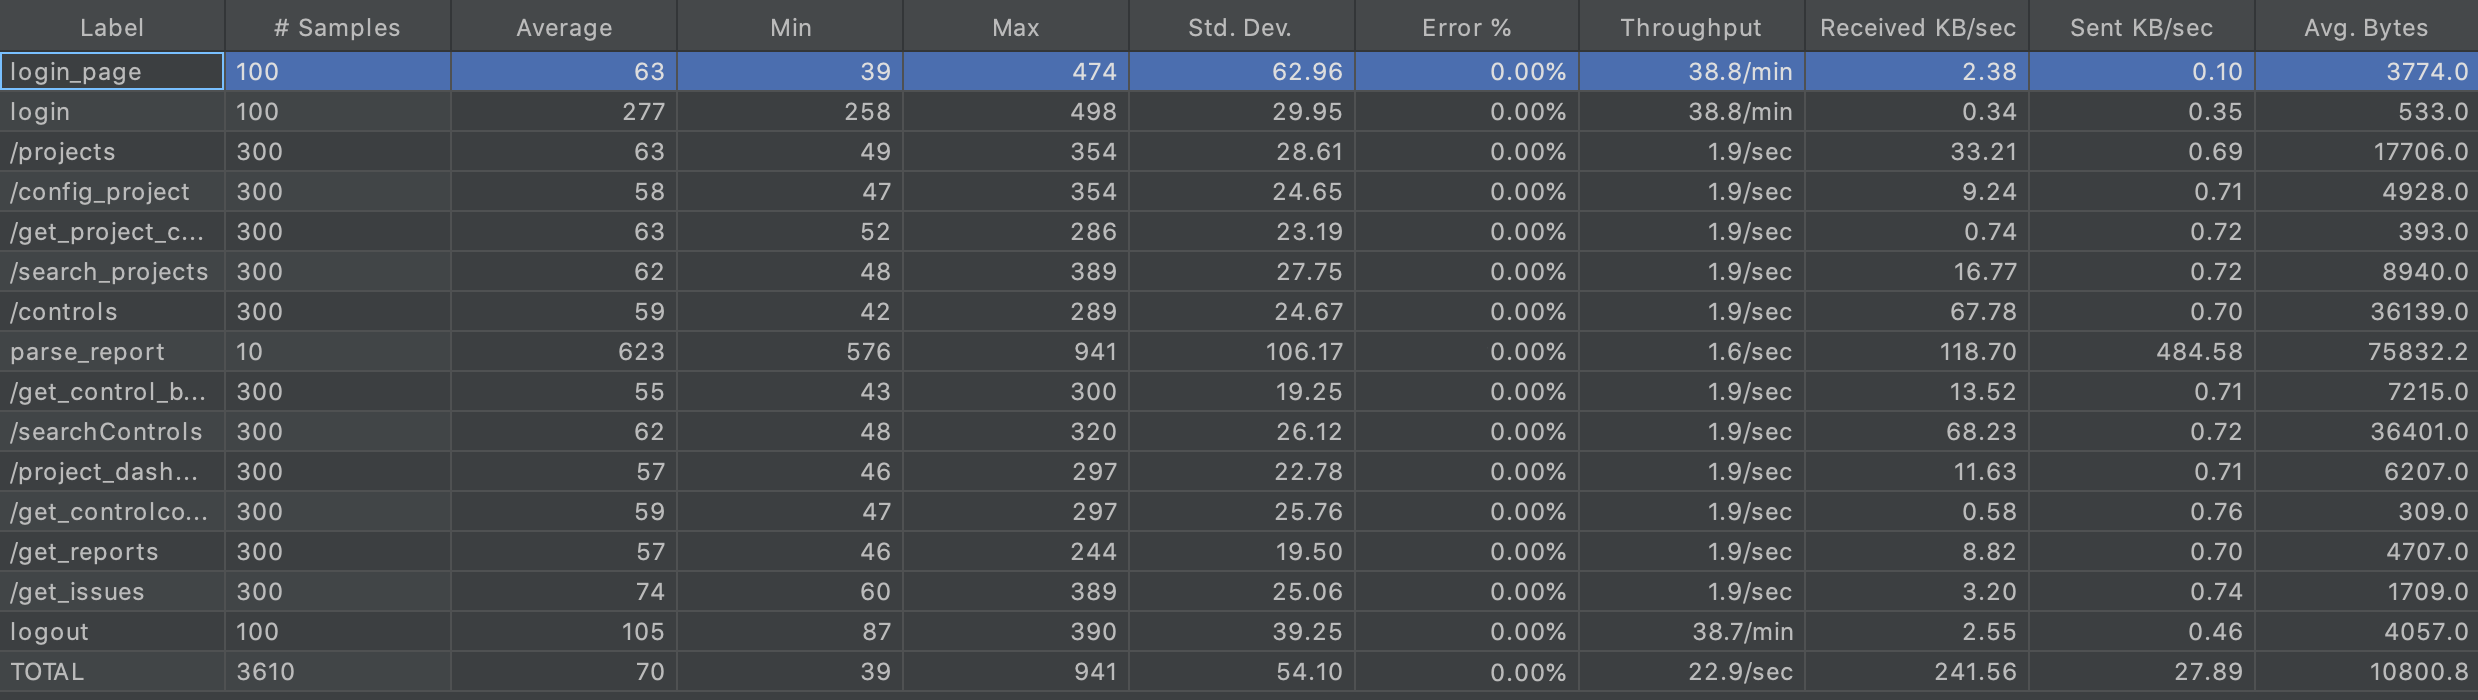 Label # Samples Average Min Max Std. Dev. Error % Throughput Received KB/sec Sent KB/sec Avg. Bytes
login_page 100 63 39 474 62.96 0.00% 38.8/min 2.38 0.10 3774.0
login 100 277 258 498 29.95 0.00% 38.8/min 0.34 0.35 533.0
/projects 300 63 49 354 28.61 0.00% 1.9/sec 33.21 0.69 17706.0
/config_project 300 58 47 354 24.65 0.00% 1.9/sec 9.24 0.71 4928.0
/get_project_c... 300 63 52 286 23.19 0.00% 1.9/sec 0.74 0.72 393.0
/search_projects 300 62 48 389 27.75 0.00% 1.9/sec 16.77 0.72 8940.0
/controls 300 59 42 289 24.67 0.00% 1.9/sec 67.78 0.70 36139.0
parse_report 10 623 576 941 106.17 0.00% 1.6/sec 118.70 484.58 75832.2
/get_control_b... 300 55 43 300 19.25 0.00% 1.9/sec 13.52 0.71 7215.0
/searchControls 300 62 48 320 26.12 0.00% 1.9/sec 68.23 0.72 36401.0
/project_dash... 300 57 46 297 22.78 0.00% 1.9/sec 11.63 0.71 6207.0
/get_controlco... 300 59 47 297 25.76 0.00% 1.9/sec 0.58 0.76 309.0
/get_reports 300 57 46 244 19.50 0.00% 1.9/sec 8.82 0.70 4707.0
/get_issues 300 74 60 389 25.06 0.00% 1.9/sec 3.20 0.74 1709.0
logout 100 105 87 390 39.25 0.00% 38.7/min 2.55 0.46 4057.0
TOTAL 3610 70 39 941 54.10 0.00% 22.9/sec 241.56 27.89 10800.8